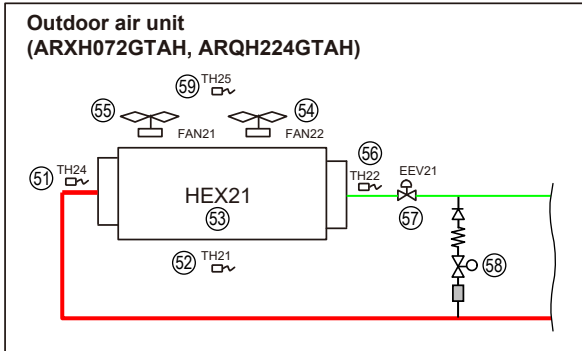 Outdoor air unit
(ARXH072GTAH, ARQH224GTAH)
59 TH25
55 54
FAN21 FAN22
56
51 TH24 TH22 EEV21
HEX21
53 57
52 TH21 58